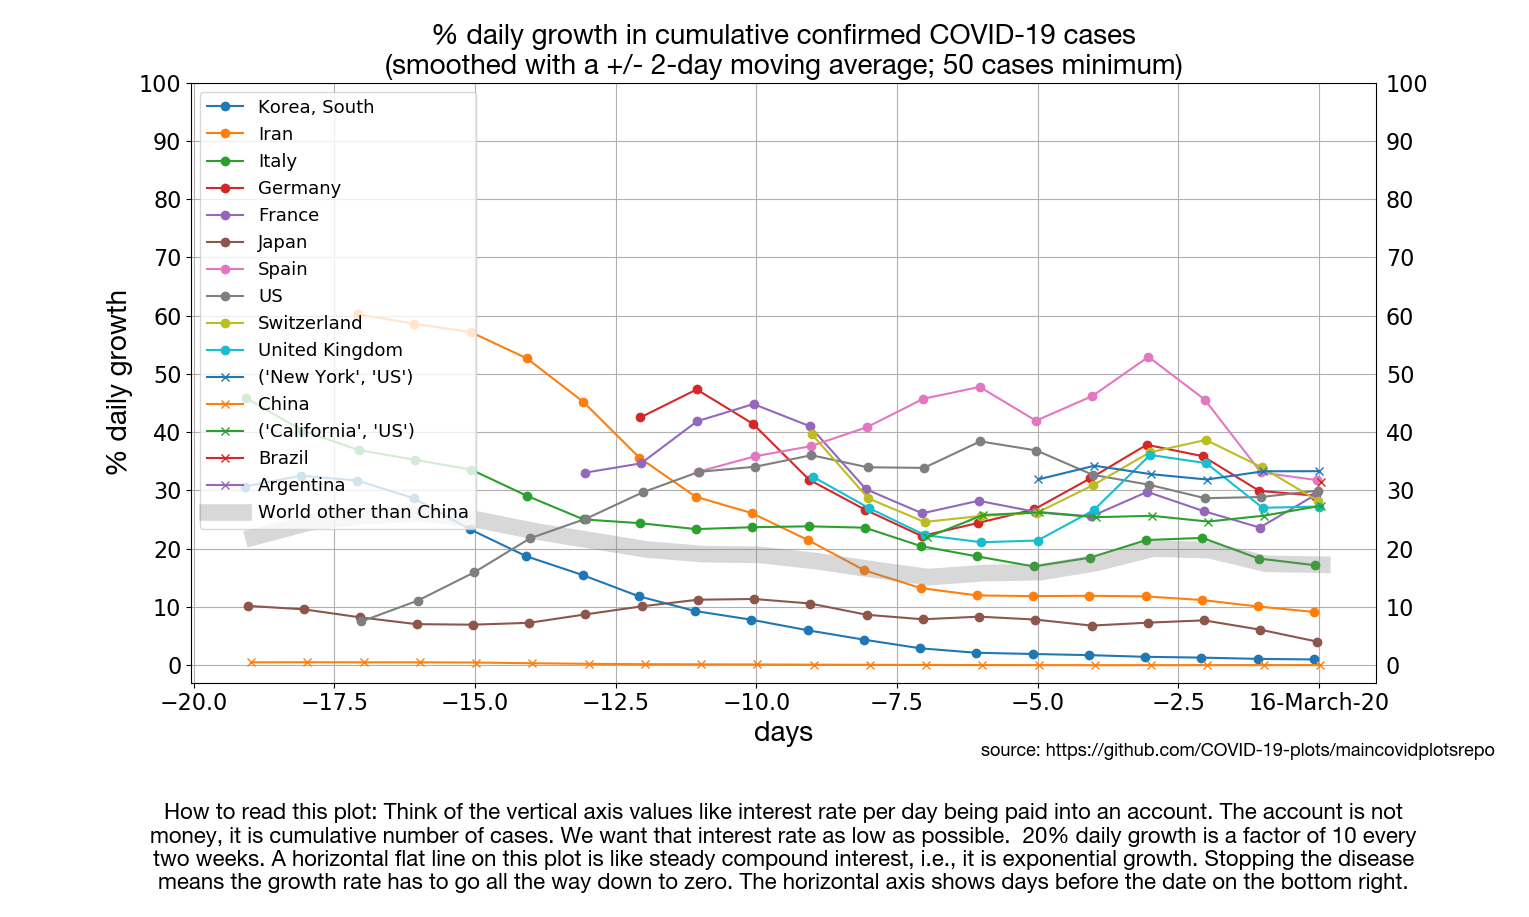 % daily growth in cumulative confirmed COVID-19 cases
(smoothed with a +/- 2-day moving average; 50 cases minimum)
100
90
80
70
60
50
40
30
20
10
0
% daily growth
Korea, South
Iran
Italy
Germany
France
Japan
Spain
US
Switzerland
United Kingdom
('New York', 'US')
China
('California', 'US')
Brazil
Argentina
World other than China
100
90
80
70
60
50
40
30
20
10
0
−20.0 −17.5 −15.0 −12.5 −10.0 −7.5 −5.0 −2.5 16-March-20
days
source: https://github.com/COVID-19-plots/maincovidplotsrepo
How to read this plot: Think of the vertical axis values like interest rate per day being paid into an account. The account is not
money, it is cumulative number of cases. We want that interest rate as low as possible.  20% daily growth is a factor of 10 every
two weeks. A horizontal flat line on this plot is like steady compound interest, i.e., it is exponential growth. Stopping the disease
means the growth rate has to go all the way down to zero. The horizontal axis shows days before the date on the bottom right.